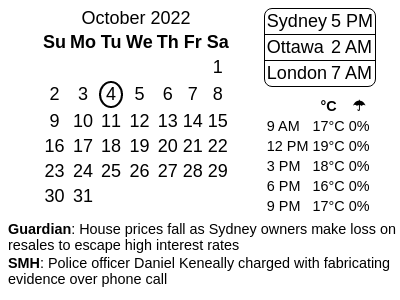 October 2022
Su Mo Tu We Th Fr Sa
1
2 3 4 5 6 7 8
9 10 11 12 13 14 15
16 17 18 19 20 21 22
23 24 25 26 27 28 29
30 31
Sydney 5 PM
Ottawa 2 AM
London 7 AM
°C ☂
9 AM 17°C 0%
12 PM 19°C 0%
3 PM 18°C 0%
6 PM 16°C 0%
9 PM 17°C 0%
Guardian: House prices fall as Sydney owners make loss on
resales to escape high interest rates
SMH: Police officer Daniel Keneally charged with fabricating
evidence over phone call